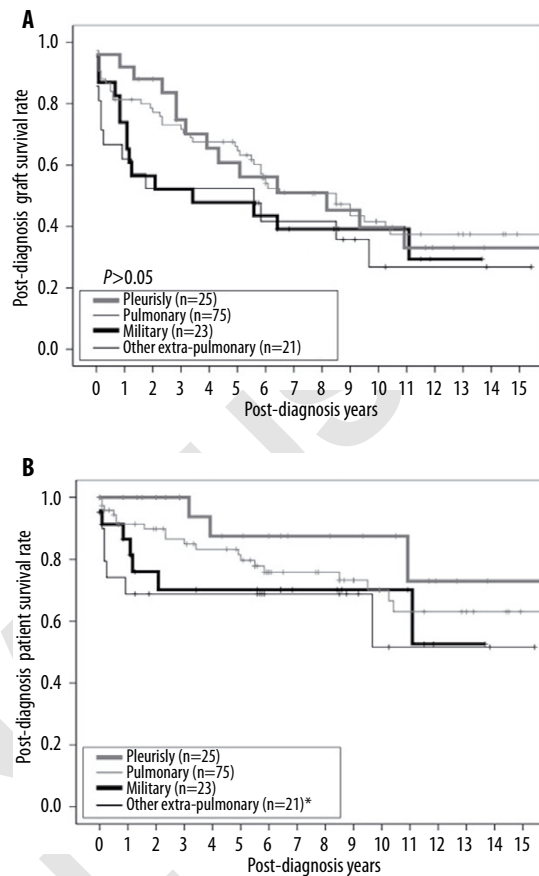 A
Post-diagnosis graft survival rate
1.0
0.8
0.6
0.4
0.2
0.0
P>0.05
Pleurisly (n=25)
Pulmonary (n=75)
Military (n=23)
Other extra-pulmonary (n=21)
0 1 2 3 4 5 6 7 8 9 10 11 12 13 14 15
Post-diagnosis years
B
Post-diagnosis patient survival rate
1.0
0.8
0.6
0.4
0.2
0.0
Pleurisly (n=25)
Pulmonary (n=75)
Military (n=23)
Other extra-pulmonary (n=21)*
0 1 2 3 4 5 6 7 8 9 10 11 12 13 14 15
Post-diagnosis years